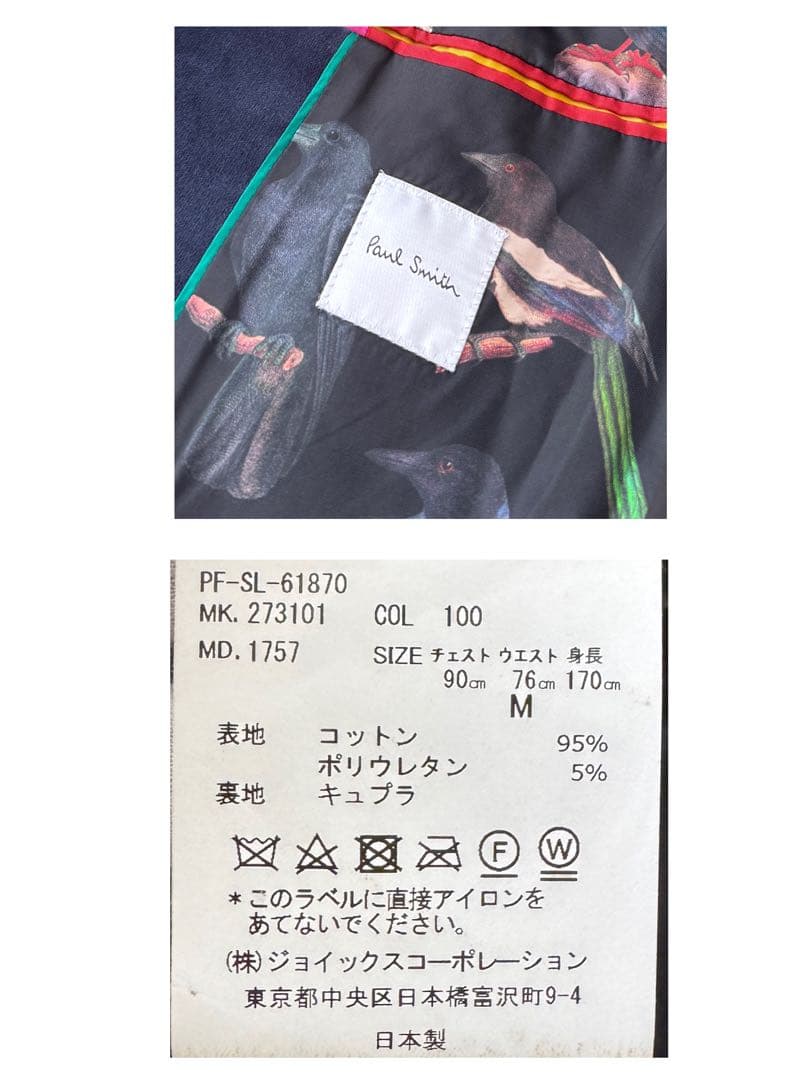 Paul Smith
PF-SL-61870
MK. 273101 COL 100
MD. 1757 SIZE チェスト ウエスト 身長
90㎝ 76㎝ 170㎝
M
表地 コットン 95%
ポリウレタン 5%
裏地 キュプラ
F W
＊このラベルに直接アイロンを
あてないでください。
(株)ジョイックスコーポレーション
東京都中央区日本橋富沢町9-4
日本製